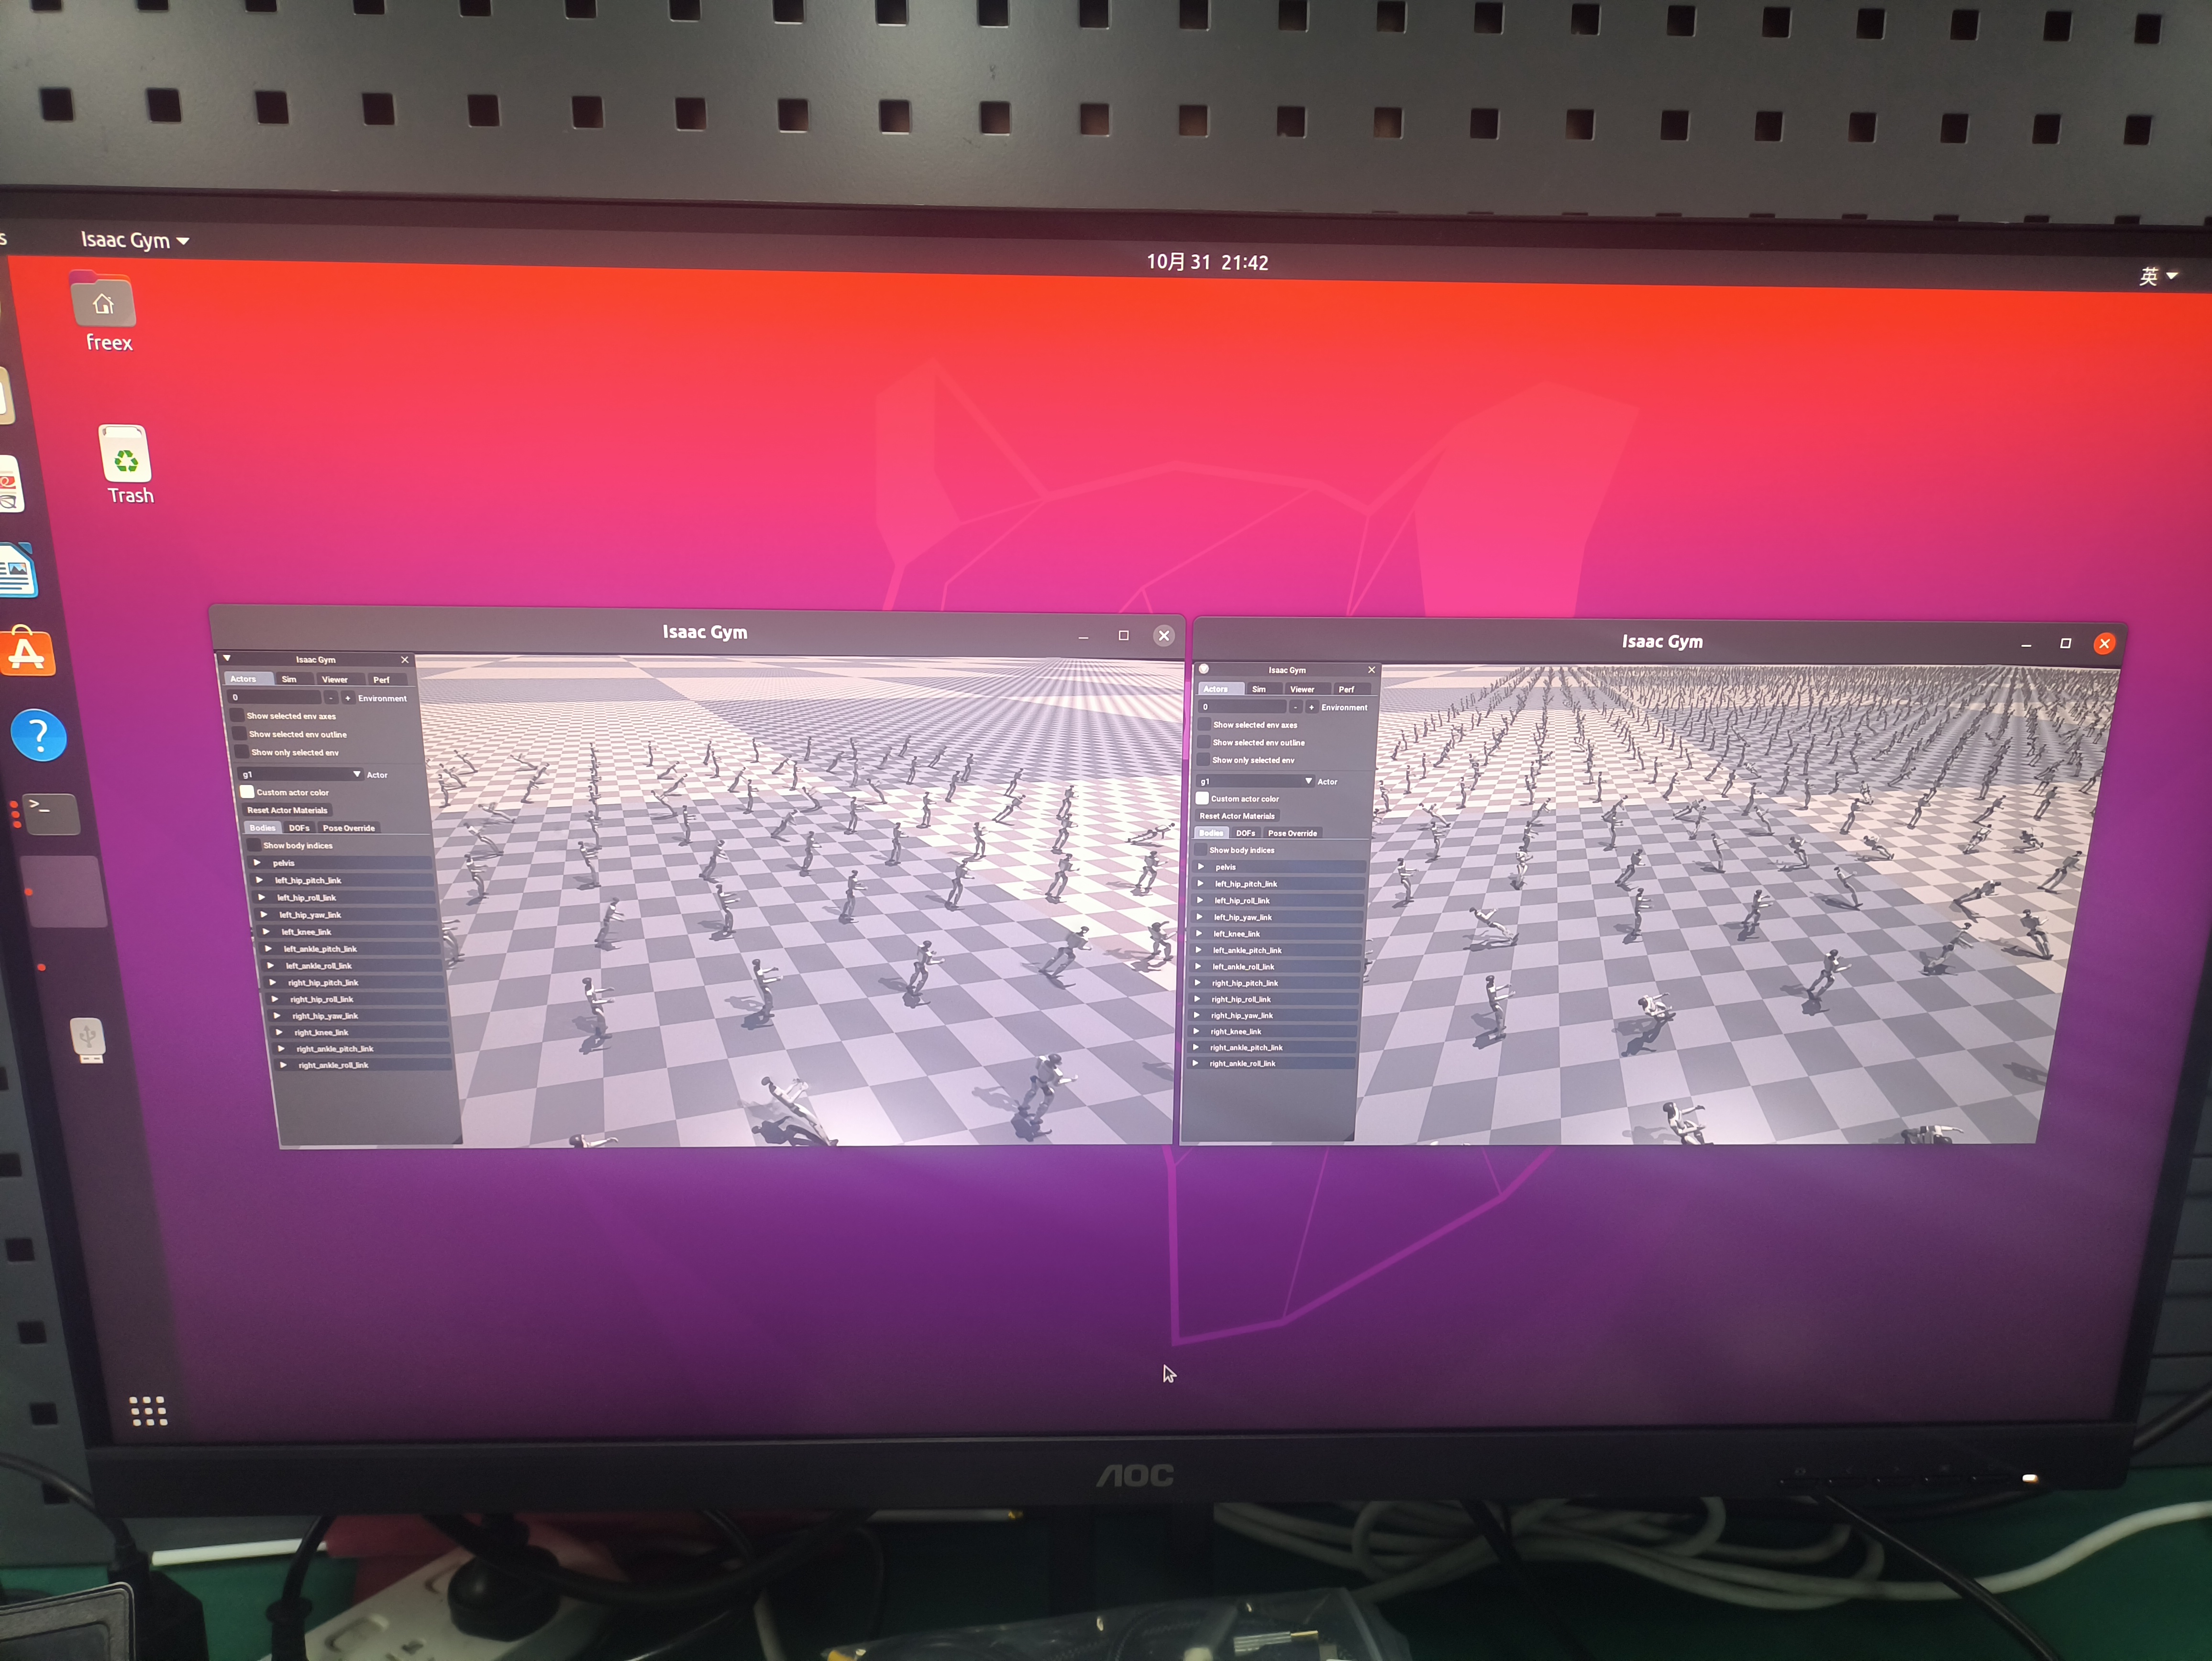 Isaac Gym
10月 31 21:42
英
freex
Trash
Isaac Gym
Isaac Gym
Actors Sim Viewer Perf
0 - + Environment
Show selected env axes
Show selected env outline
Show only selected env
g1 Actor
Custom actor color
Reset Actor Materials
Bodies DOFs Pose Override
Show body indices
pelvis
left_hip_pitch_link
left_hip_roll_link
left_hip_yaw_link
left_knee_link
left_ankle_pitch_link
left_ankle_roll_link
right_hip_pitch_link
right_hip_roll_link
right_hip_yaw_link
right_knee_link
right_ankle_pitch_link
right_ankle_roll_link
Isaac Gym
Isaac Gym
Actors Sim Viewer Perf
0 - + Environment
Show selected env axes
Show selected env outline
Show only selected env
g1 Actor
Custom actor color
Reset Actor Materials
Bodies DOFs Pose Override
Show body indices
pelvis
left_hip_pitch_link
left_hip_roll_link
left_hip_yaw_link
left_knee_link
left_ankle_pitch_link
left_ankle_roll_link
right_hip_pitch_link
right_hip_roll_link
right_hip_yaw_link
right_knee_link
right_ankle_pitch_link
right_ankle_roll_link
AOC